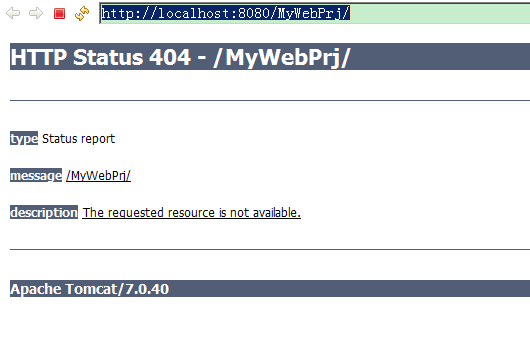 http://localhost:8080/MyWebPrj/
HTTP Status 404 - /MyWebPrj/
type Status report
message /MyWebPrj/
description The requested resource is not available.
Apache Tomcat/7.0.40